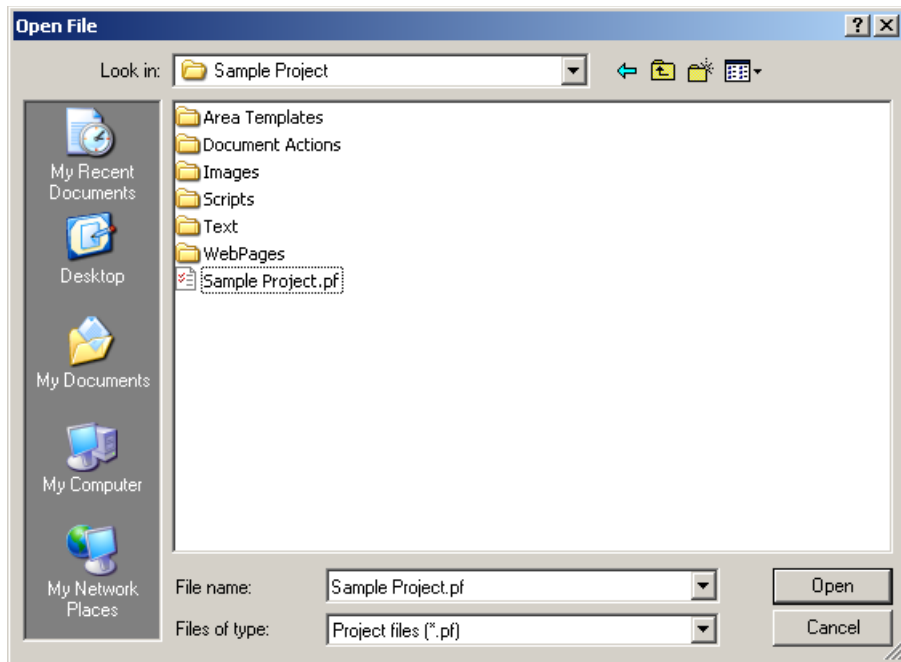 Open File
Look in: Sample Project
My Recent
Documents
Desktop
My Documents
My Computer
My Network
Places
Area Templates
Document Actions
Images
Scripts
Text
WebPages
Sample Project.pf
File name: Sample Project.pf Open
Files of type: Project files (*.pf) Cancel